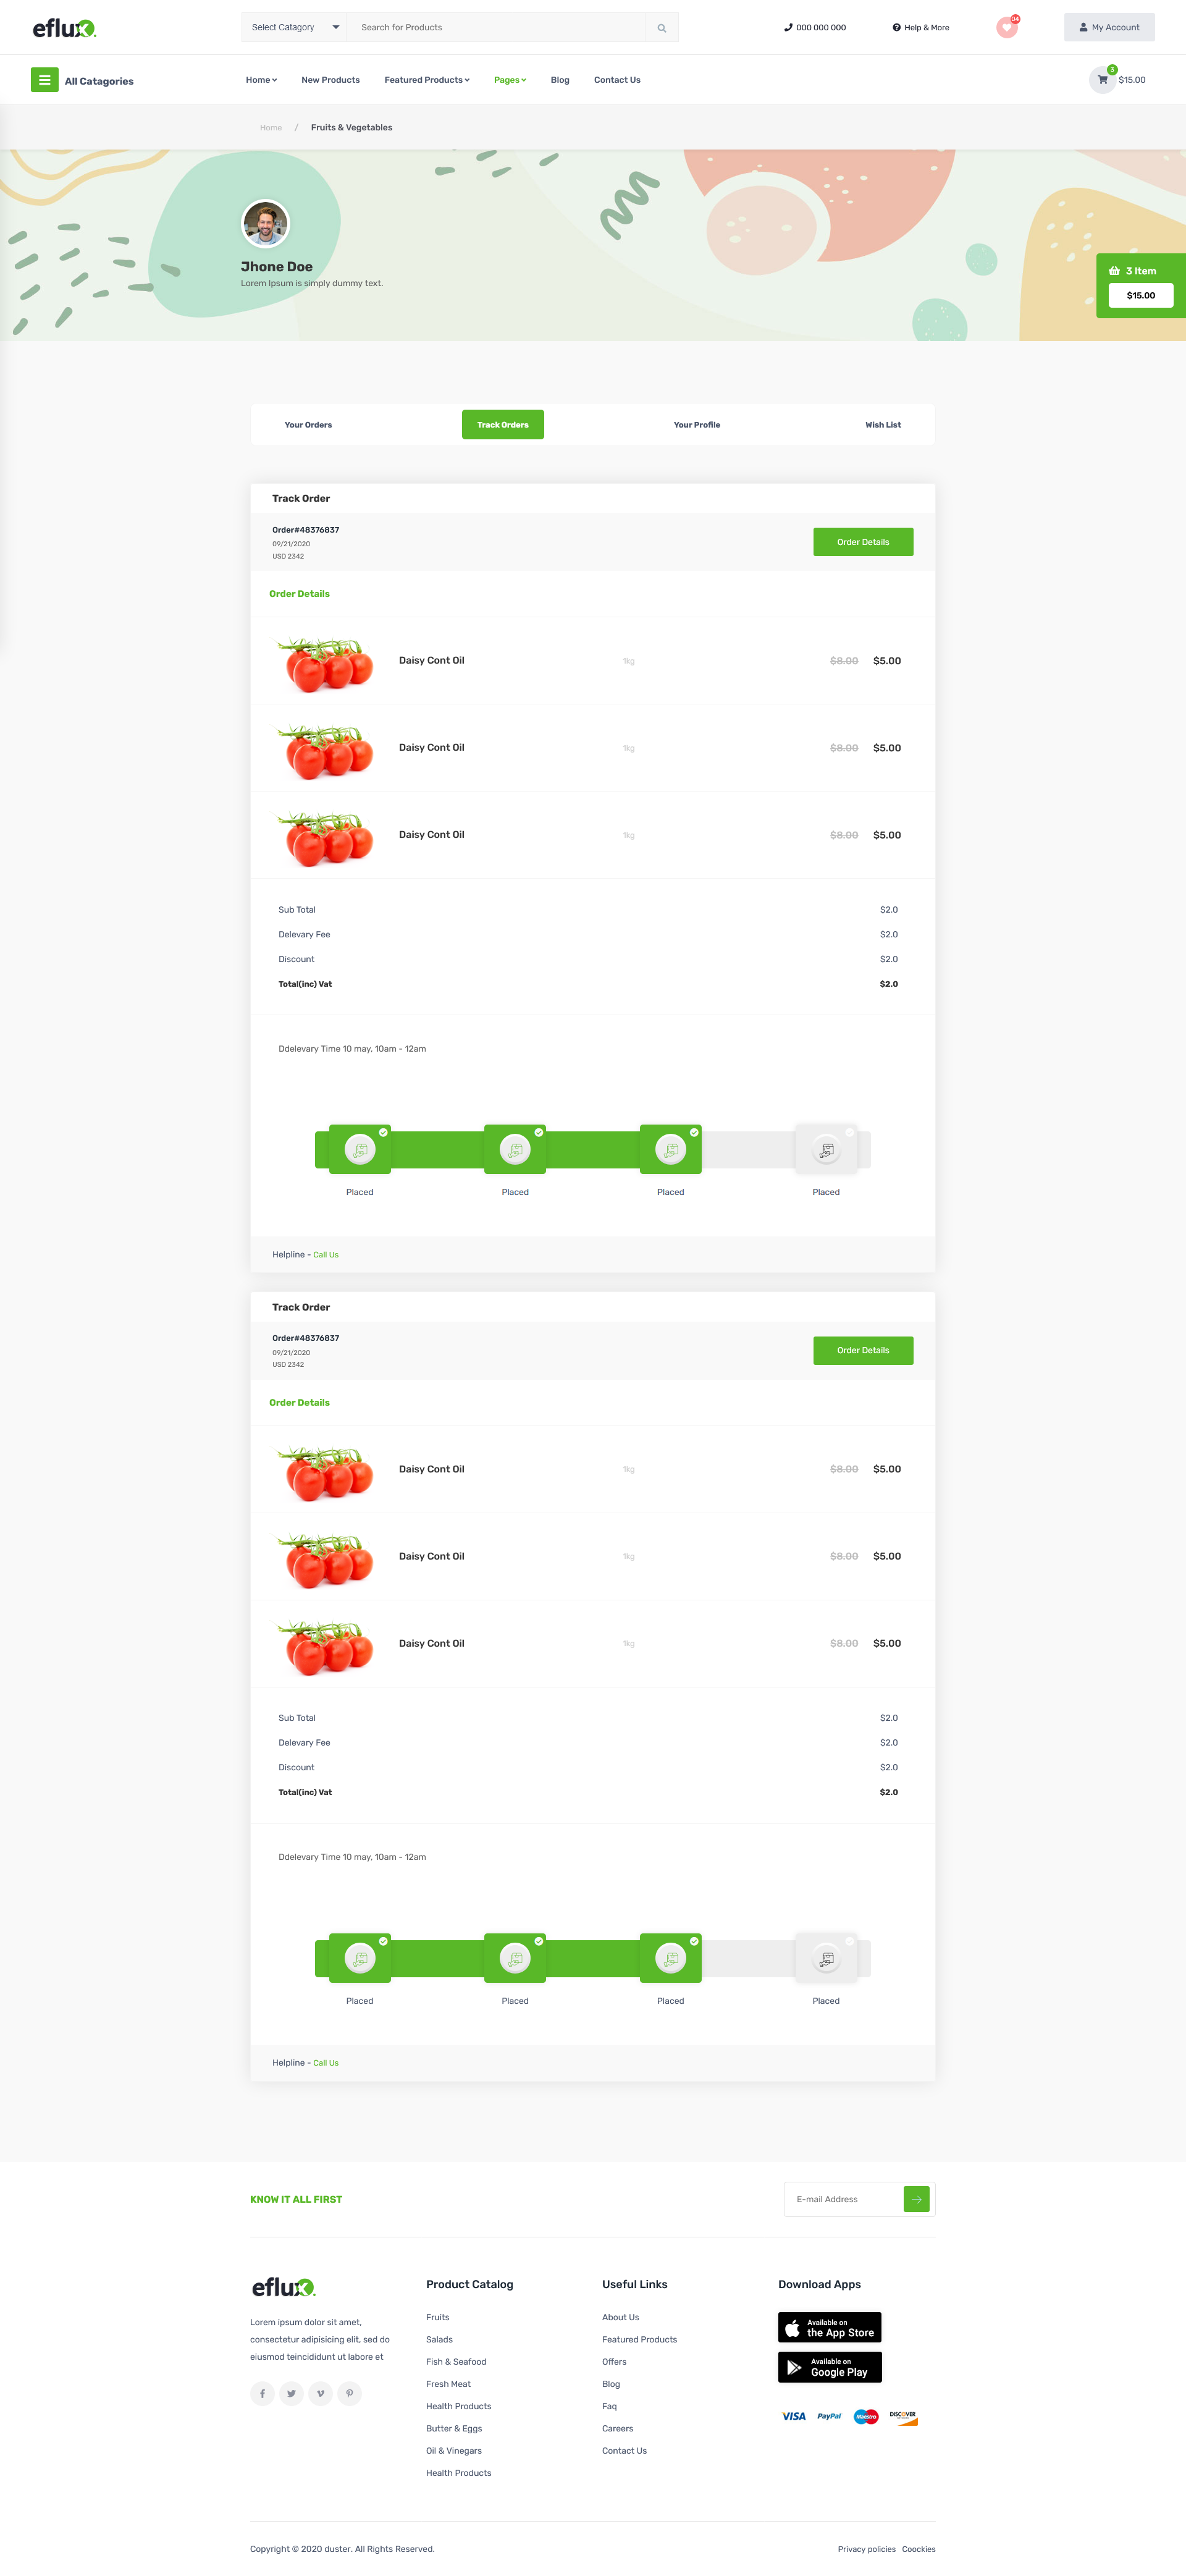 eflux.
Select Catagory
Search for Products
000 000 000
Help & More
04
My Account
All Catagories
Home
New Products
Featured Products
Pages
Blog
Contact Us
3
$15.00
Home / Fruits & Vegetables
Jhone Doe
Lorem Ipsum is simply dummy text.
3 Item
$15.00
Your Orders
Track Orders
Your Profile
Wish List
Track Order
Order#48376837
09/21/2020
USD 2342
Order Details
Order Details
Daisy Cont Oil 1kg $8.00 $5.00
Daisy Cont Oil 1kg $8.00 $5.00
Daisy Cont Oil 1kg $8.00 $5.00
Sub Total $2.0
Delevary Fee $2.0
Discount $2.0
Total(inc) Vat $2.0
Ddelevary Time 10 may, 10am - 12am
Placed Placed Placed Placed
Helpline - Call Us
Track Order
Order#48376837
09/21/2020
USD 2342
Order Details
Order Details
Daisy Cont Oil 1kg $8.00 $5.00
Daisy Cont Oil 1kg $8.00 $5.00
Daisy Cont Oil 1kg $8.00 $5.00
Sub Total $2.0
Delevary Fee $2.0
Discount $2.0
Total(inc) Vat $2.0
Ddelevary Time 10 may, 10am - 12am
Placed Placed Placed Placed
Helpline - Call Us
KNOW IT ALL FIRST
E-mail Address
eflux.
Lorem ipsum dolor sit amet,
consectetur adipisicing elit, sed do
eiusmod teincididunt ut labore et
Product Catalog
Fruits
Salads
Fish & Seafood
Fresh Meat
Health Products
Butter & Eggs
Oil & Vinegars
Health Products
Useful Links
About Us
Featured Products
Offers
Blog
Faq
Careers
Contact Us
Download Apps
Available on
the App Store
Available on
Google Play
VISA PayPal Maestro DISCOVER
Copyright © 2020 duster. All Rights Reserved.
Privacy policies Coockies